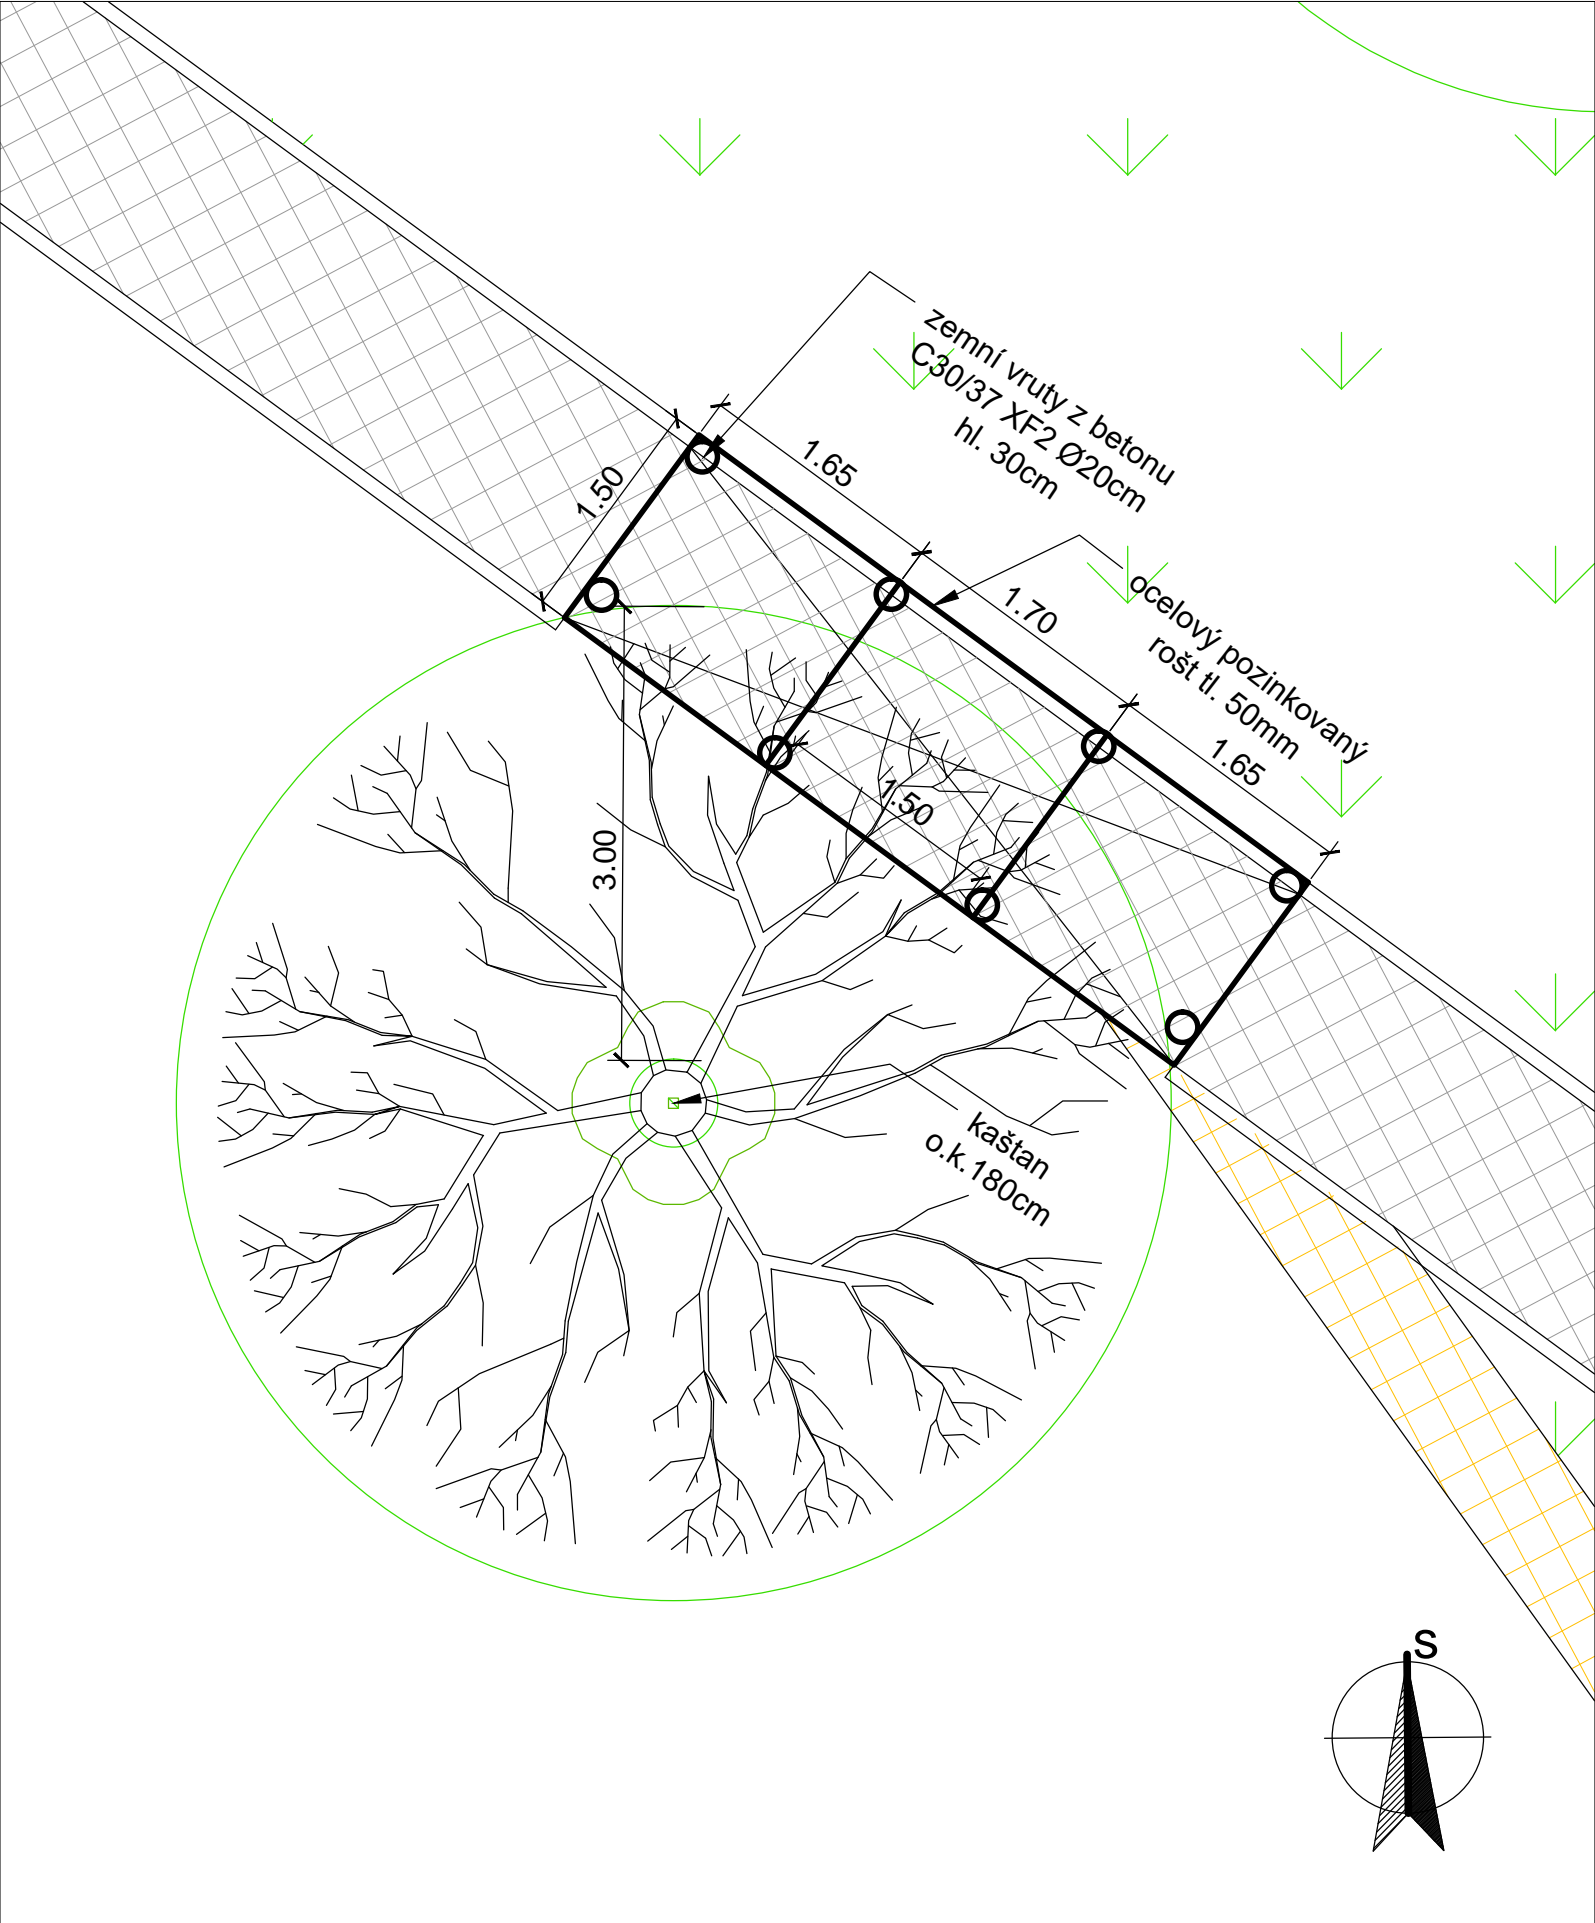 zemní vruty z betonu
C30/37 XF2 Ø20cm
hl. 30cm
1.65
1.50
1.70
ocelový pozinkovaný
rošt tl. 50mm
1.65
1.50
3.00
kaštan
o.k.180cm
S